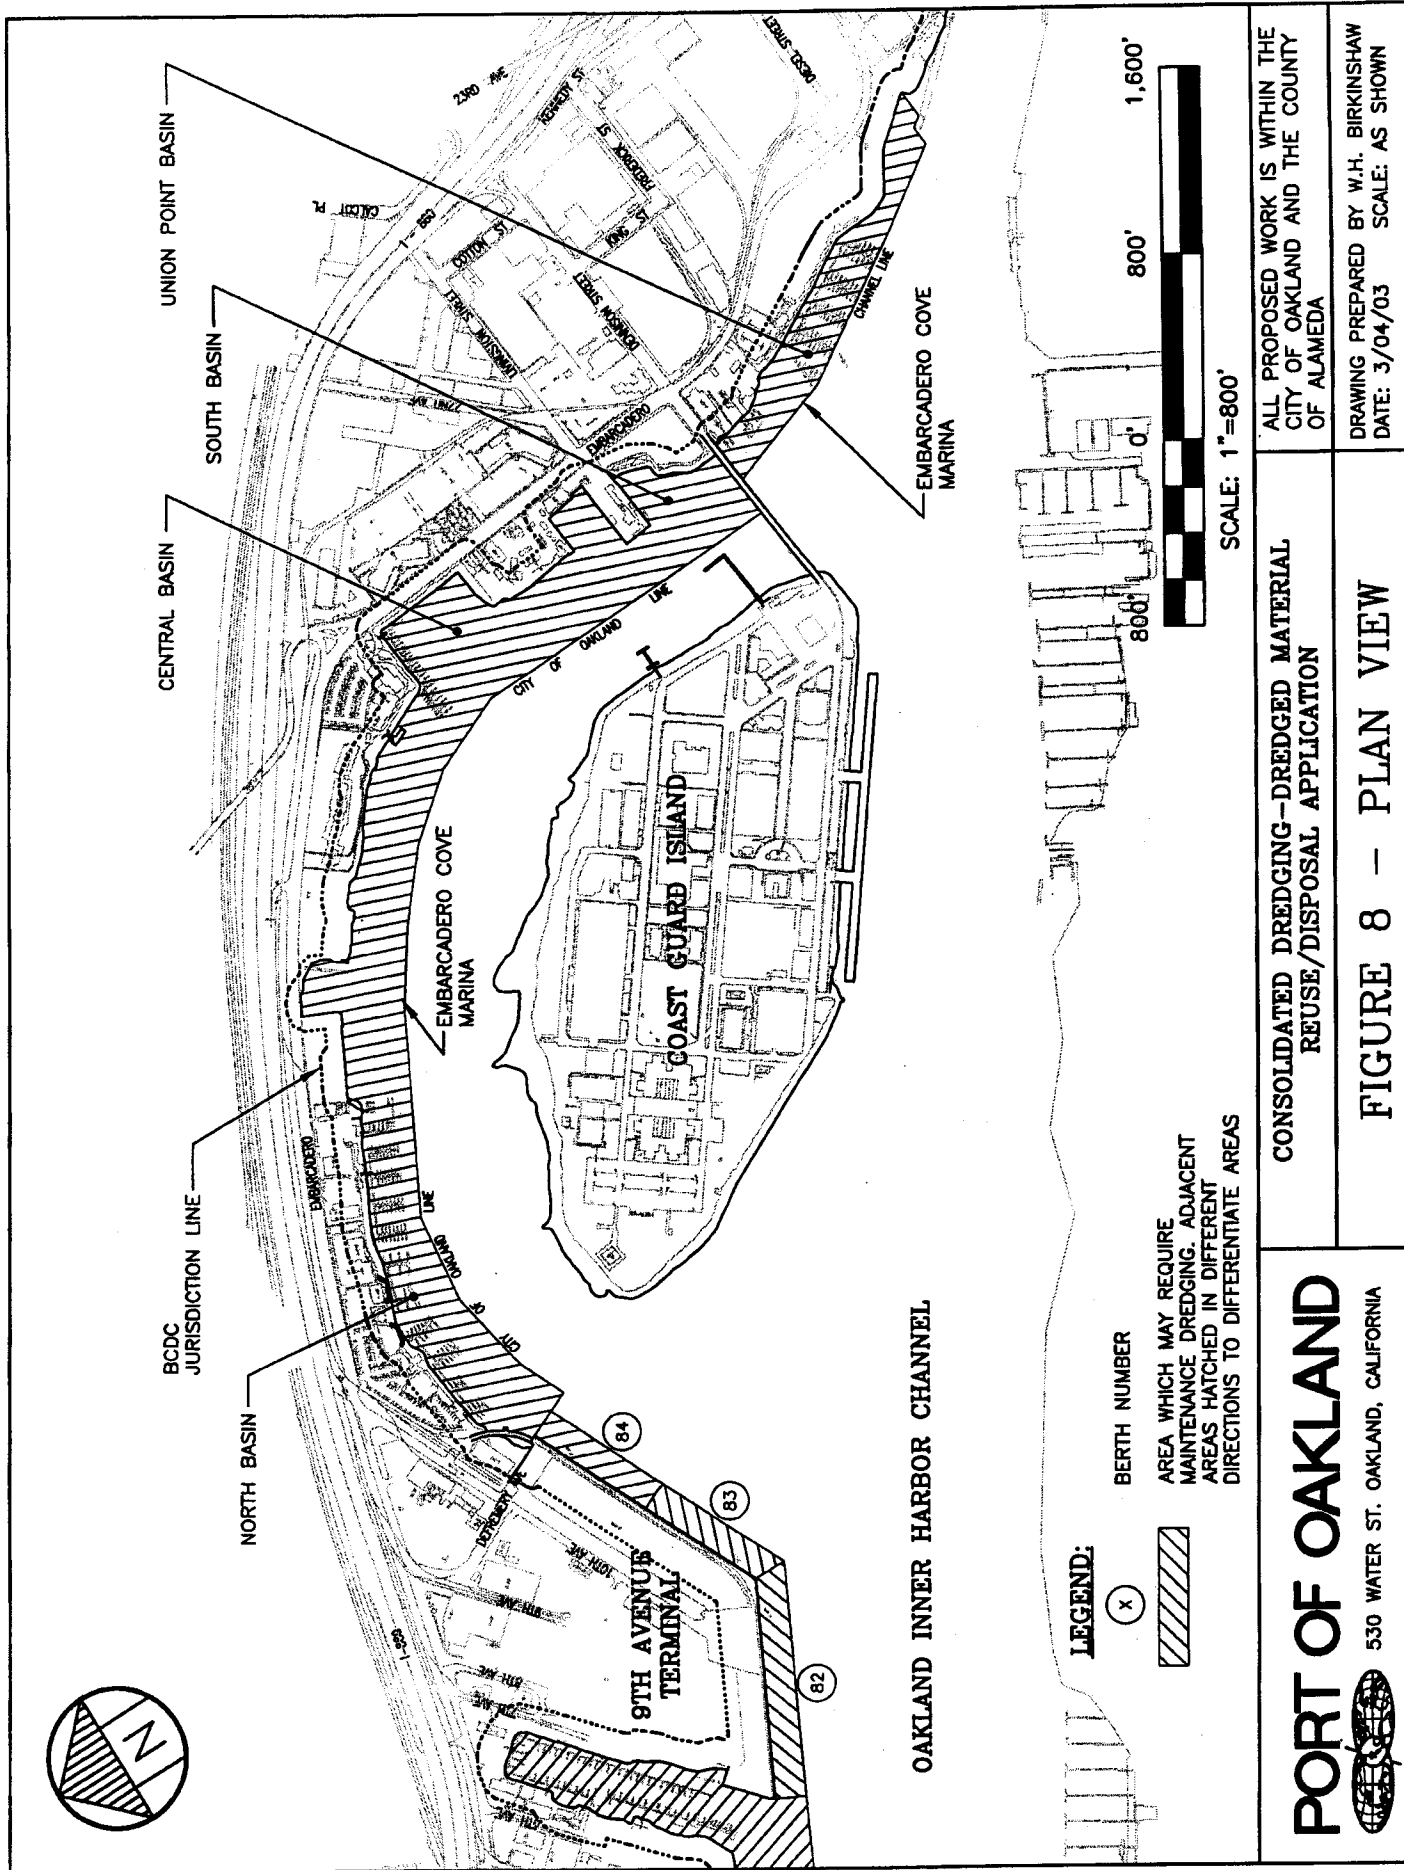 UNION POINT BASIN
SOUTH BASIN
CENTRAL BASIN
BCDC
JURISDICTION LINE
NORTH BASIN
23RD AVE
KENNEDY ST
DIESEL STREET
FREDERICK ST
KING ST
CALCOT PL
I - 880
COTTON ST
LIVINGSTON STREET
DENNISON STREET
22ND AVE
EMBARCADERO
CHANNEL LINE
EMBARCADERO COVE
MARINA
CITY OF OAKLAND LINE
EMBARCADERO COVE
MARINA
COAST GUARD ISLAND
EMBARCADERO
CITY OF OAKLAND LINE
84
83
82
DEFREMERY AVE
10TH AVE
9TH AVE
I-880
8TH AVE
7TH AVE
6TH AVE
9TH AVENUE
TERMINAL
N
OAKLAND INNER HARBOR CHANNEL
LEGEND:
X
BERTH NUMBER
AREA WHICH MAY REQUIRE
MAINTENANCE DREDGING. ADJACENT
AREAS HATCHED IN DIFFERENT
DIRECTIONS TO DIFFERENTIATE AREAS
800' 0' 800' 1,600'
SCALE: 1"=800'
PORT OF OAKLAND
530 WATER ST. OAKLAND, CALIFORNIA
CONSOLIDATED DREDGING-DREDGED MATERIAL
REUSE/DISPOSAL APPLICATION
FIGURE 8 - PLAN VIEW
ALL PROPOSED WORK IS WITHIN THE
CITY OF OAKLAND AND THE COUNTY
OF ALAMEDA
DRAWING PREPARED BY W.H. BIRKINSHAW
DATE: 3/04/03 SCALE: AS SHOWN